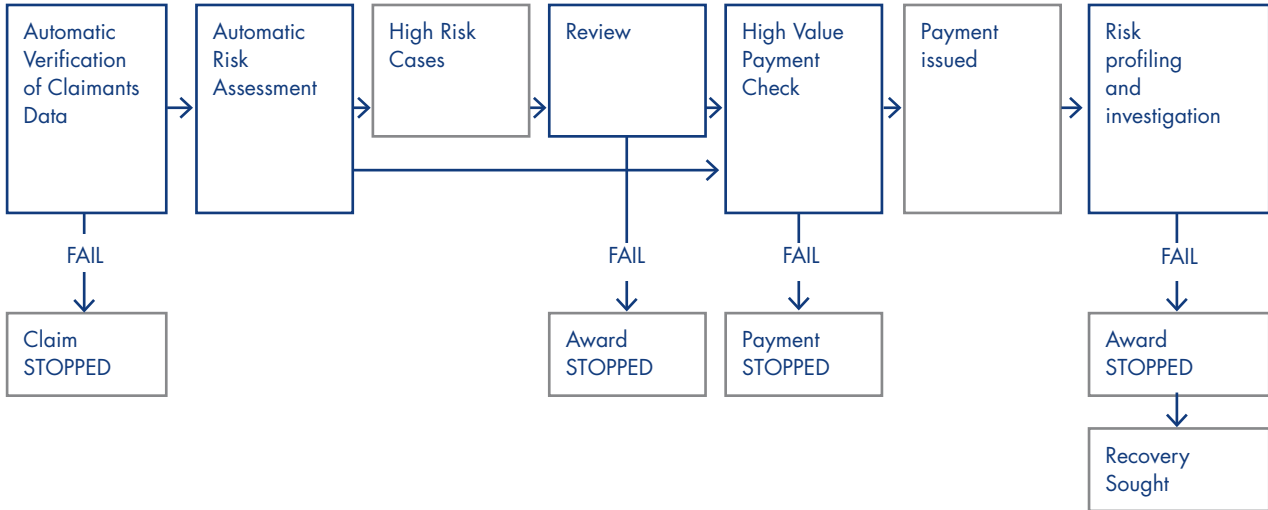 Automatic
Verification
of Claimants
Data
Automatic
Risk
Assessment
High Risk
Cases
Review
High Value
Payment
Check
Payment
issued
Risk
profiling
and
investigation
FAIL
FAIL
FAIL
FAIL
Claim
STOPPED
Award
STOPPED
Payment
STOPPED
Award
STOPPED
Recovery
Sought